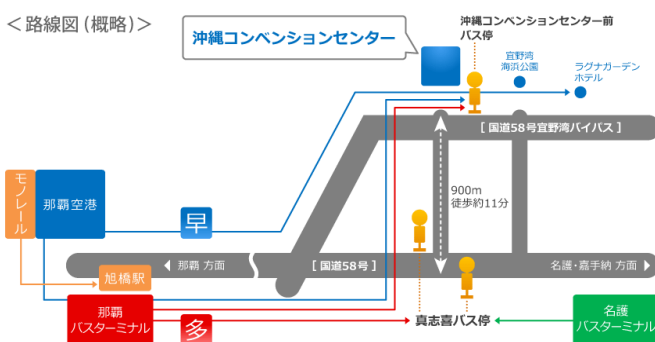 ＜路線図(概略)＞
沖縄コンベンションセンター
沖縄コンベンションセンター前
バス停
宜野湾
海浜公園
ラグナガーデン
ホテル
[ 国道58号宜野湾バイパス ]
モノレール
那覇空港
早
900m
徒歩約11分
那覇 方面
[ 国道58号 ]
名護・嘉手納 方面
旭橋駅
那覇
バスターミナル
多
真志喜バス停
名護
バスターミナル